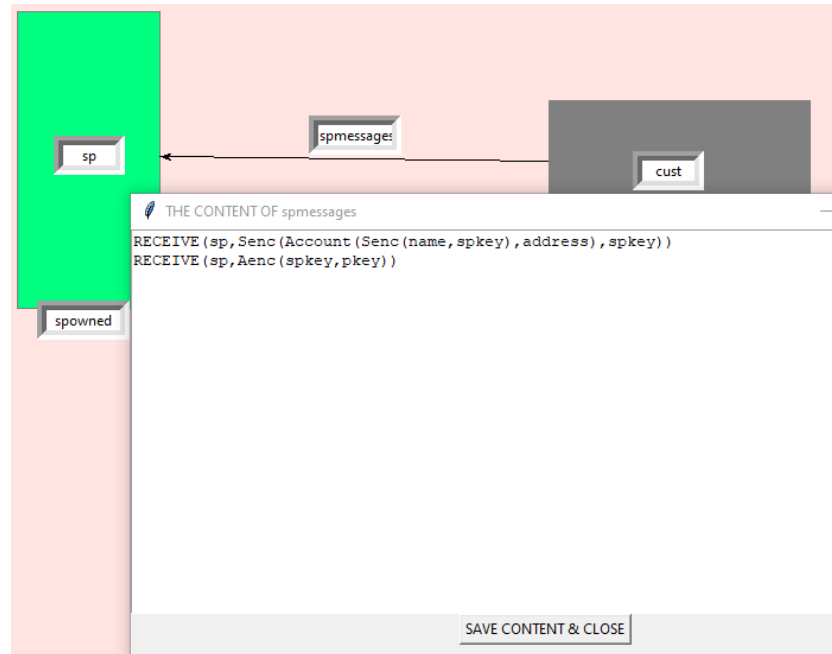 spmessages
sp
cust
THE CONTENT OF spmessages
RECEIVE(sp,Senc(Account(Senc(name,spkey),address),spkey))
RECEIVE(sp,Aenc(spkey,pkey))
spowned
SAVE CONTENT & CLOSE